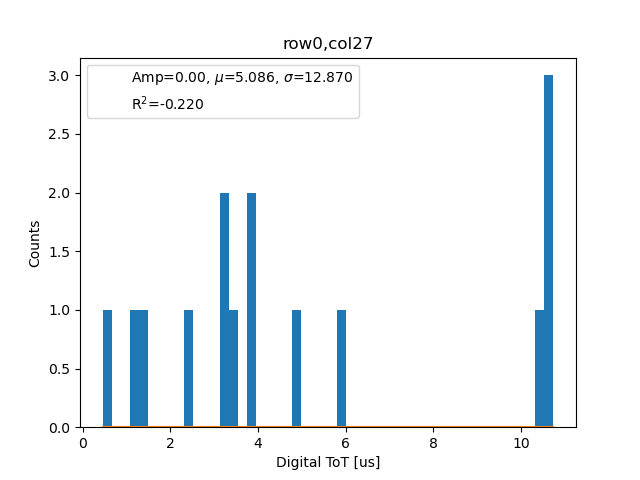 row0,col27
Amp=0.00, μ=5.086, σ=12.870
R²=-0.220
3.0
2.5
2.0
1.5
1.0
0.5
0.0
Counts
0 2 4 6 8 10
Digital ToT [us]